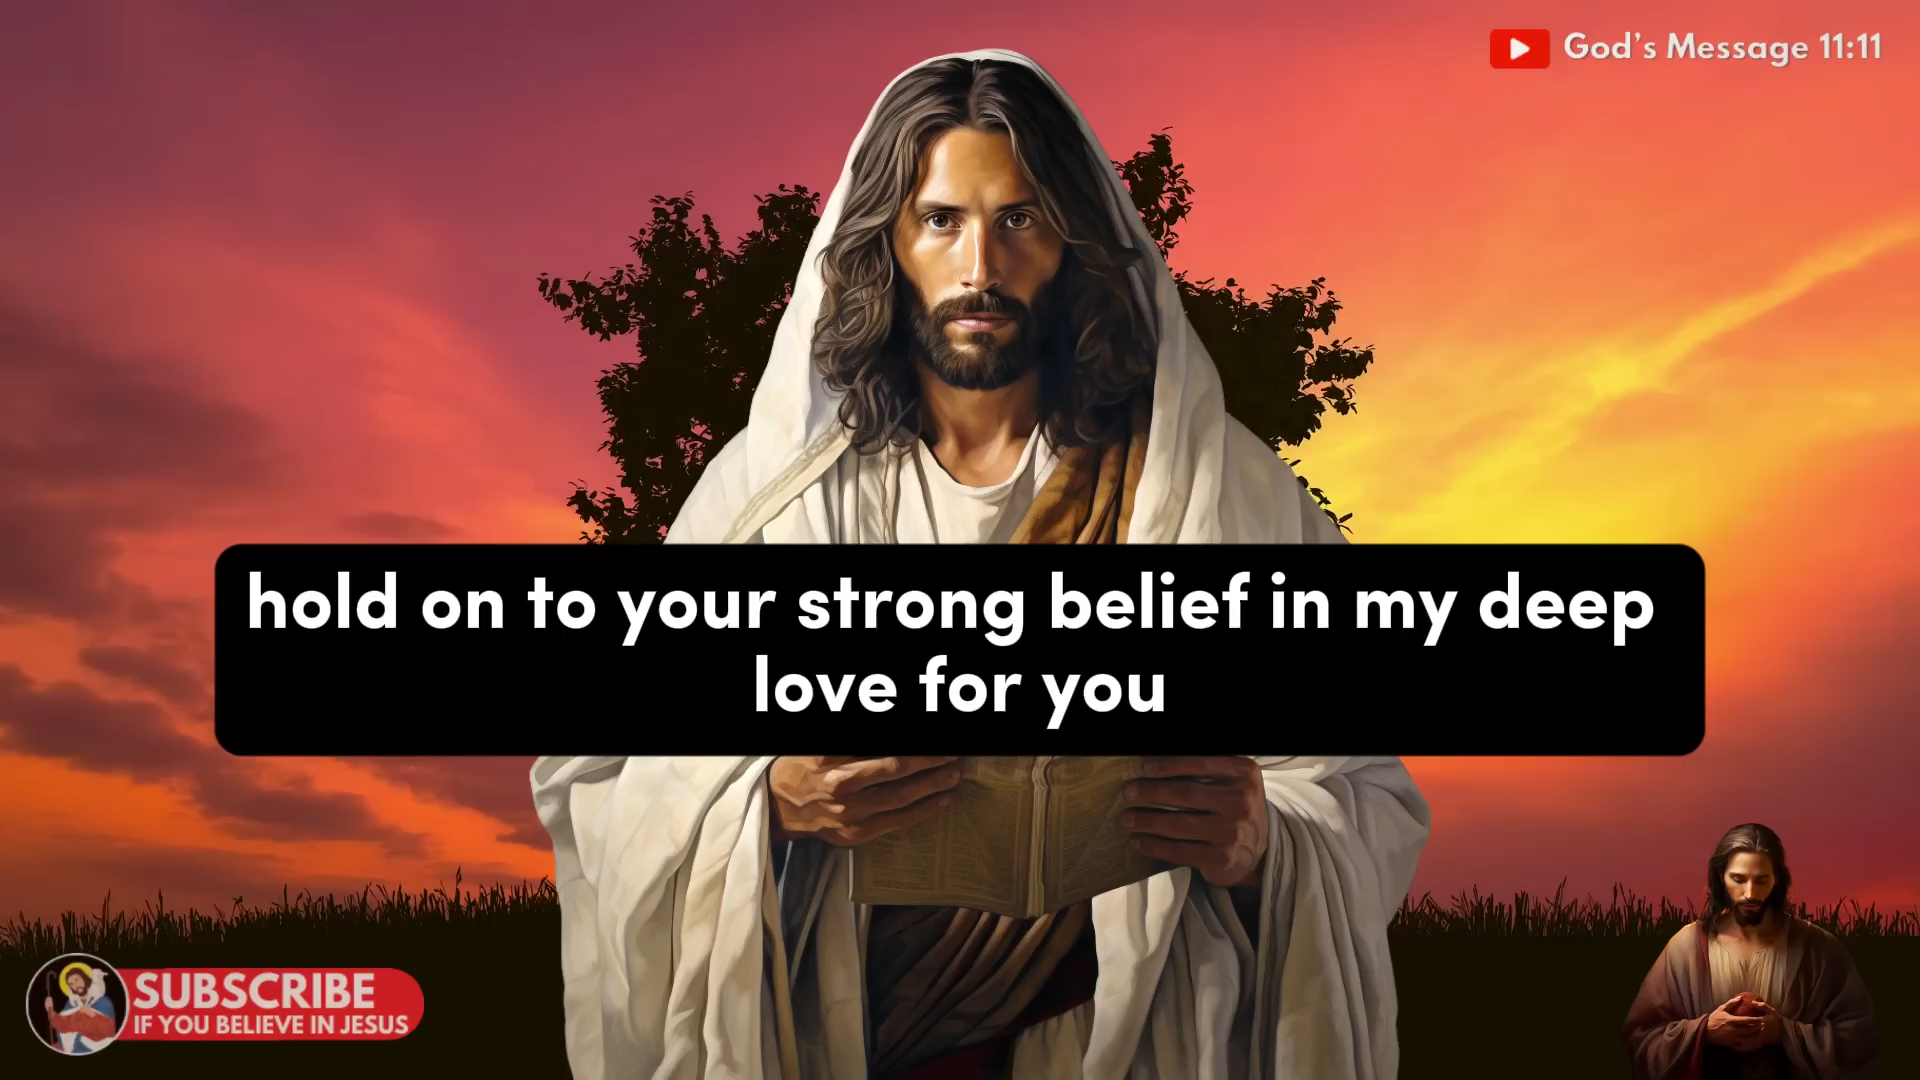 God's Message 11:11
hold on to your strong belief in my deep
love for you
SUBSCRIBE
IF YOU BELIEVE IN JESUS